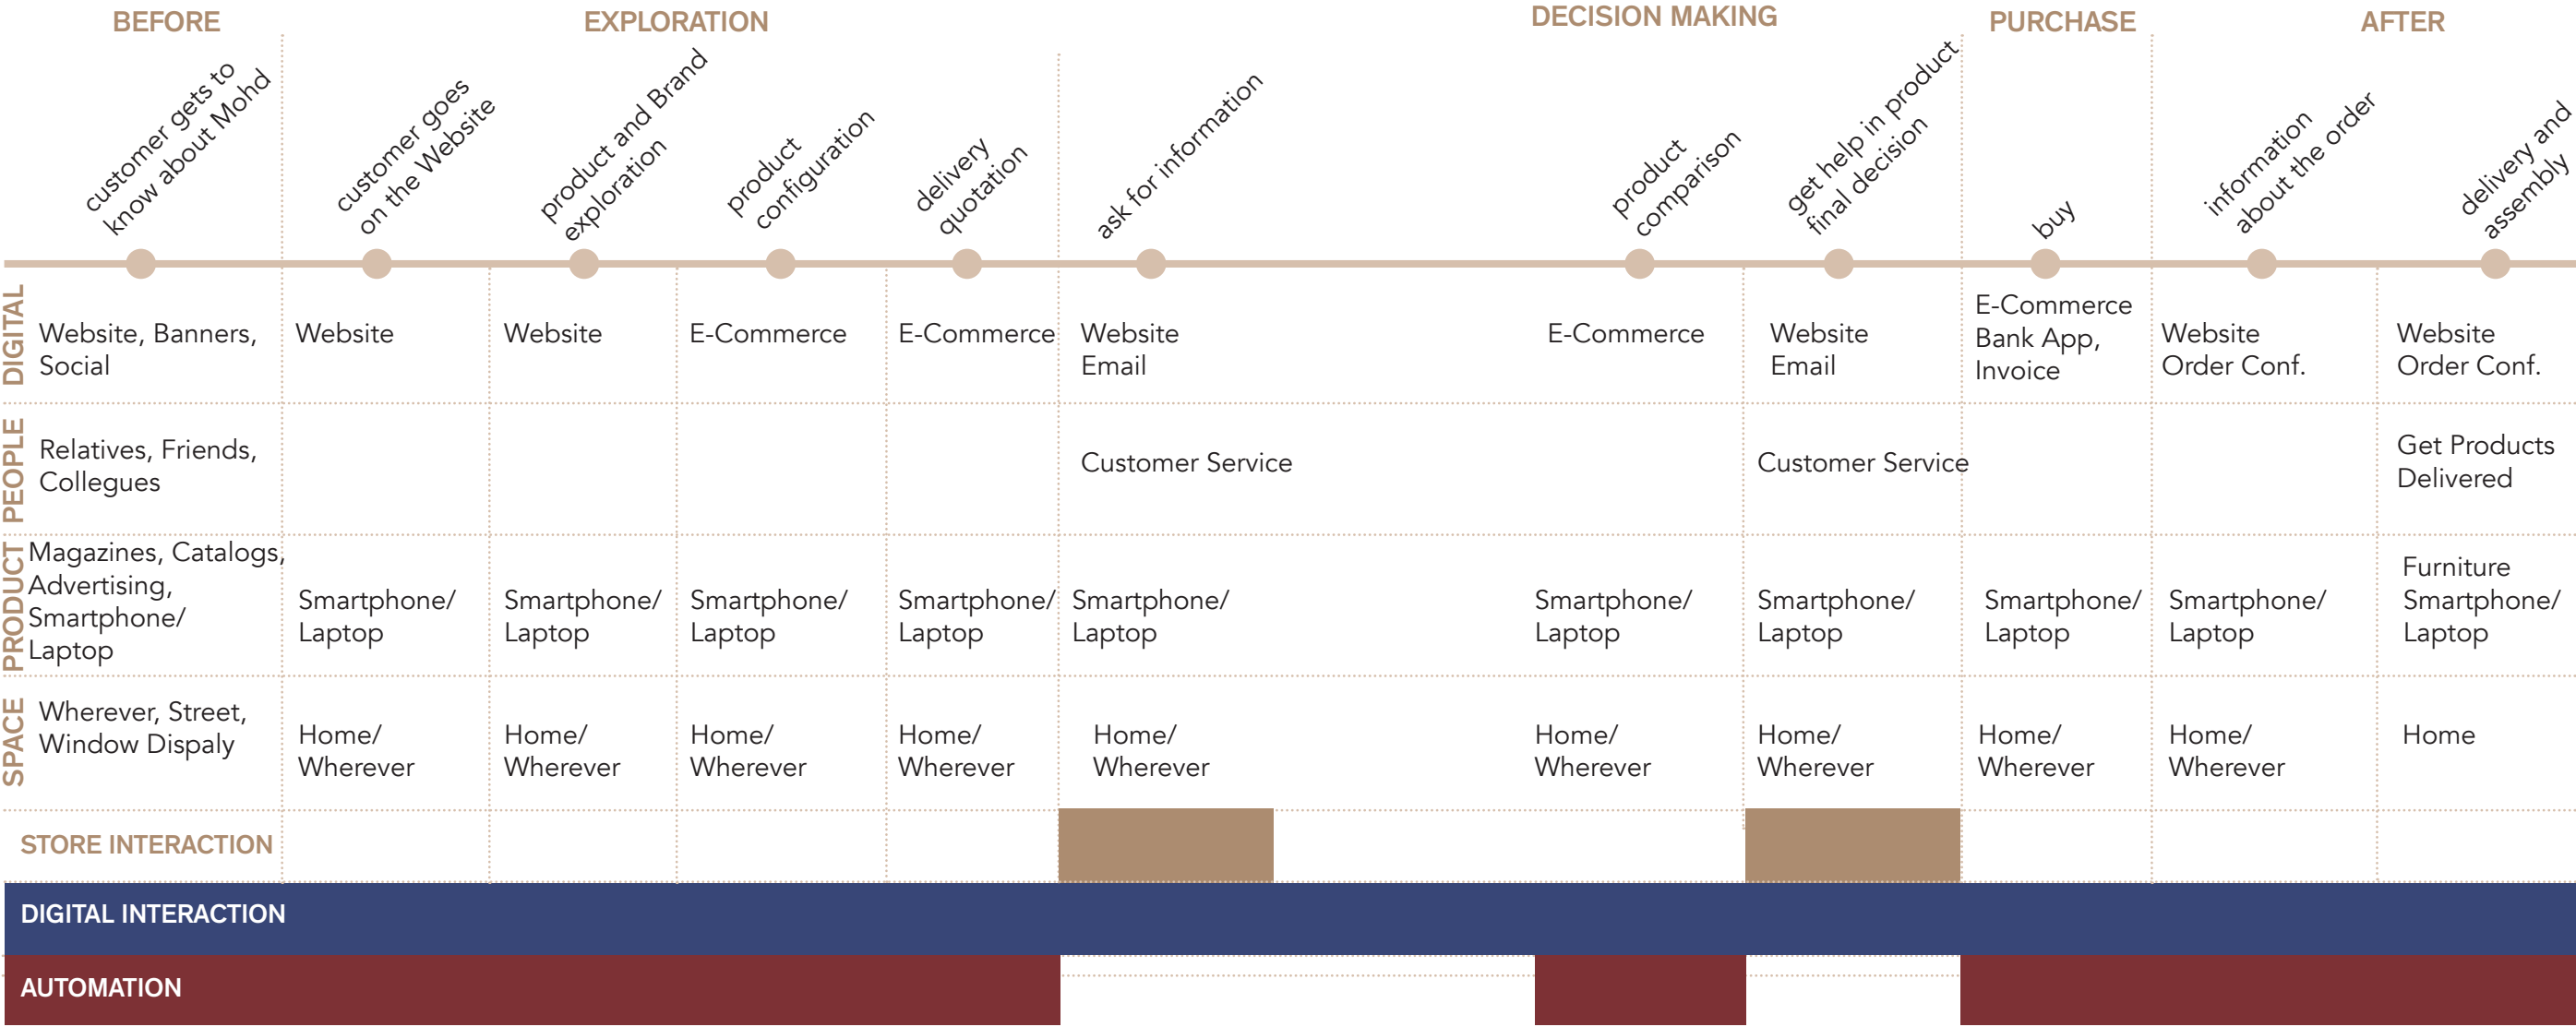 BEFORE
EXPLORATION
DECISION MAKING
PURCHASE
AFTER
customer gets to
know about Mohd
customer goes
on the Website
product and Brand
exploration
product
configuration
delivery
quotation
ask for information
product
comparison
get help in product
final decision
buy
information
about the order
delivery and
assembly
DIGITAL
Website, Banners,
Social
Website
Website
E-Commerce
E-Commerce
Website
Email
E-Commerce
Website
Email
E-Commerce
Bank App,
Invoice
Website
Order Conf.
Website
Order Conf.
PEOPLE
Relatives, Friends,
Collegues
Customer Service
Customer Service
Get Products
Delivered
PRODUCT
Magazines, Catalogs,
Advertising,
Smartphone/
Laptop
Smartphone/
Laptop
Smartphone/
Laptop
Smartphone/
Laptop
Smartphone/
Laptop
Smartphone/
Laptop
Smartphone/
Laptop
Smartphone/
Laptop
Smartphone/
Laptop
Smartphone/
Laptop
Furniture
Smartphone/
Laptop
SPACE
Wherever, Street,
Window Dispaly
Home/
Wherever
Home/
Wherever
Home/
Wherever
Home/
Wherever
Home/
Wherever
Home/
Wherever
Home/
Wherever
Home/
Wherever
Home/
Wherever
Home
STORE INTERACTION
DIGITAL INTERACTION
AUTOMATION